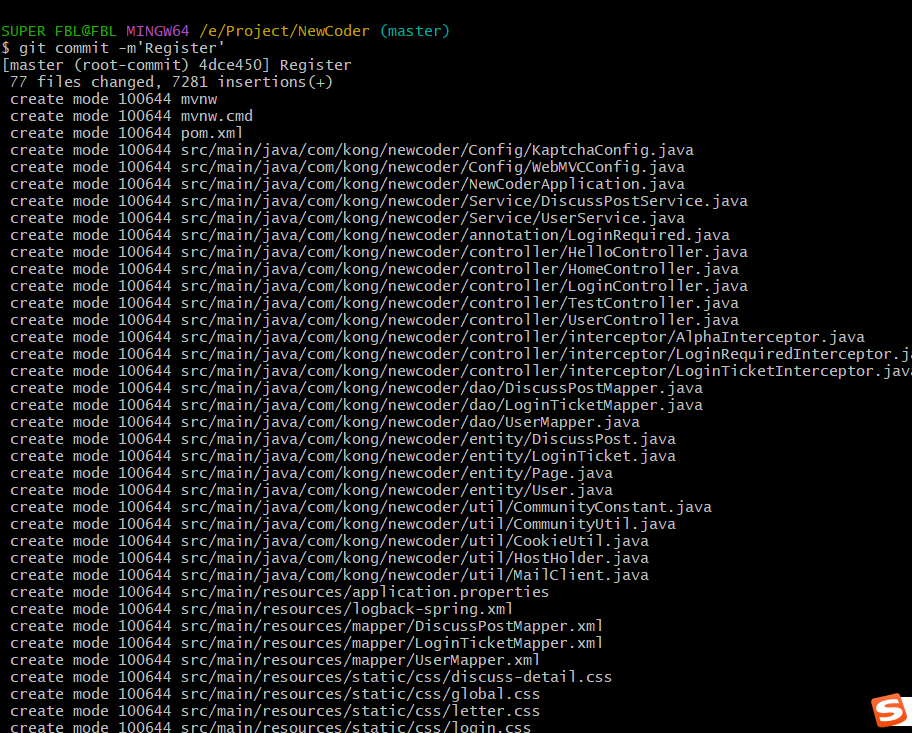 SUPER FBL@FBL MINGW64 /e/Project/NewCoder (master)
$ git commit -m'Register'
[master (root-commit) 4dce450] Register
 77 files changed, 7281 insertions(+)
 create mode 100644 mvnw
 create mode 100644 mvnw.cmd
 create mode 100644 pom.xml
 create mode 100644 src/main/java/com/kong/newcoder/Config/KaptchaConfig.java
 create mode 100644 src/main/java/com/kong/newcoder/Config/WebMVCConfig.java
 create mode 100644 src/main/java/com/kong/newcoder/NewCoderApplication.java
 create mode 100644 src/main/java/com/kong/newcoder/Service/DiscussPostService.java
 create mode 100644 src/main/java/com/kong/newcoder/Service/UserService.java
 create mode 100644 src/main/java/com/kong/newcoder/annotation/LoginRequired.java
 create mode 100644 src/main/java/com/kong/newcoder/controller/HelloController.java
 create mode 100644 src/main/java/com/kong/newcoder/controller/HomeController.java
 create mode 100644 src/main/java/com/kong/newcoder/controller/LoginController.java
 create mode 100644 src/main/java/com/kong/newcoder/controller/TestController.java
 create mode 100644 src/main/java/com/kong/newcoder/controller/UserController.java
 create mode 100644 src/main/java/com/kong/newcoder/controller/interceptor/AlphaInterceptor.java
 create mode 100644 src/main/java/com/kong/newcoder/controller/interceptor/LoginRequiredInterceptor.j
 create mode 100644 src/main/java/com/kong/newcoder/controller/interceptor/LoginTicketInterceptor.java
 create mode 100644 src/main/java/com/kong/newcoder/dao/DiscussPostMapper.java
 create mode 100644 src/main/java/com/kong/newcoder/dao/LoginTicketMapper.java
 create mode 100644 src/main/java/com/kong/newcoder/dao/UserMapper.java
 create mode 100644 src/main/java/com/kong/newcoder/entity/DiscussPost.java
 create mode 100644 src/main/java/com/kong/newcoder/entity/LoginTicket.java
 create mode 100644 src/main/java/com/kong/newcoder/entity/Page.java
 create mode 100644 src/main/java/com/kong/newcoder/entity/User.java
 create mode 100644 src/main/java/com/kong/newcoder/util/CommunityConstant.java
 create mode 100644 src/main/java/com/kong/newcoder/util/CommunityUtil.java
 create mode 100644 src/main/java/com/kong/newcoder/util/CookieUtil.java
 create mode 100644 src/main/java/com/kong/newcoder/util/HostHolder.java
 create mode 100644 src/main/java/com/kong/newcoder/util/MailClient.java
 create mode 100644 src/main/resources/application.properties
 create mode 100644 src/main/resources/logback-spring.xml
 create mode 100644 src/main/resources/mapper/DiscussPostMapper.xml
 create mode 100644 src/main/resources/mapper/LoginTicketMapper.xml
 create mode 100644 src/main/resources/mapper/UserMapper.xml
 create mode 100644 src/main/resources/static/css/discuss-detail.css
 create mode 100644 src/main/resources/static/css/global.css
 create mode 100644 src/main/resources/static/css/letter.css
 create mode 100644 src/main/resources/static/css/login.css